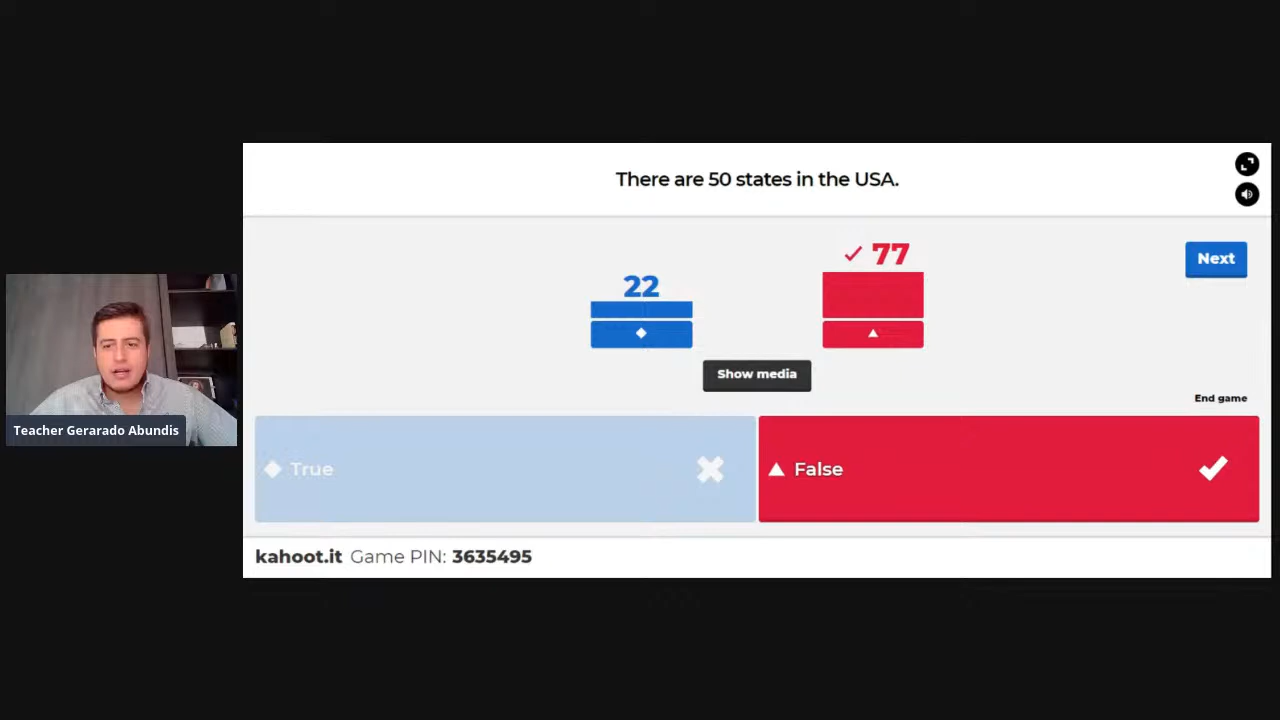 There are 50 states in the USA.
22
77
Next
Show media
End game
True
False
Teacher Gerarado Abundis
kahoot.it Game PIN: 3635495